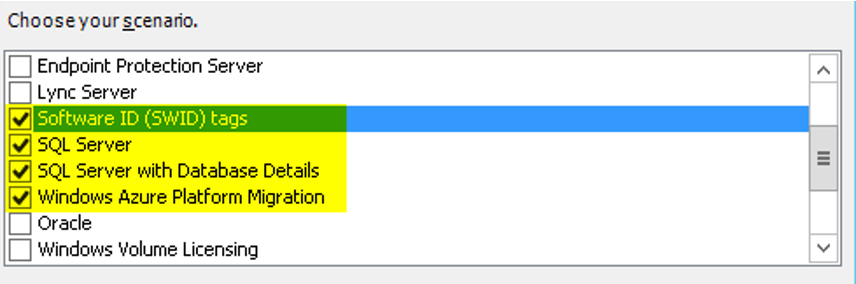 Choose your scenario.
Endpoint Protection Server
Lync Server
Software ID (SWID) tags
SQL Server
SQL Server with Database Details
Windows Azure Platform Migration
Oracle
Windows Volume Licensing